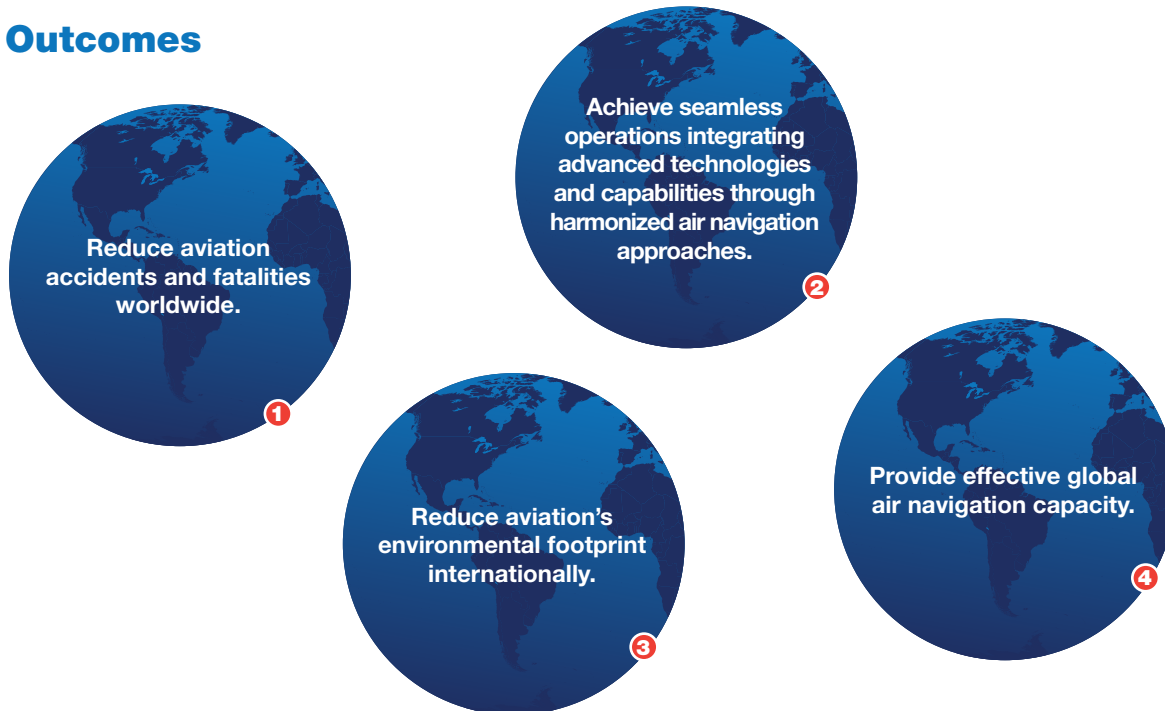 Outcomes
Reduce aviation
accidents and fatalities
worldwide.
1
Achieve seamless
operations integrating
advanced technologies
and capabilities through
harmonized air navigation
approaches.
2
Reduce aviation’s
environmental footprint
internationally.
3
Provide effective global
air navigation capacity.
4